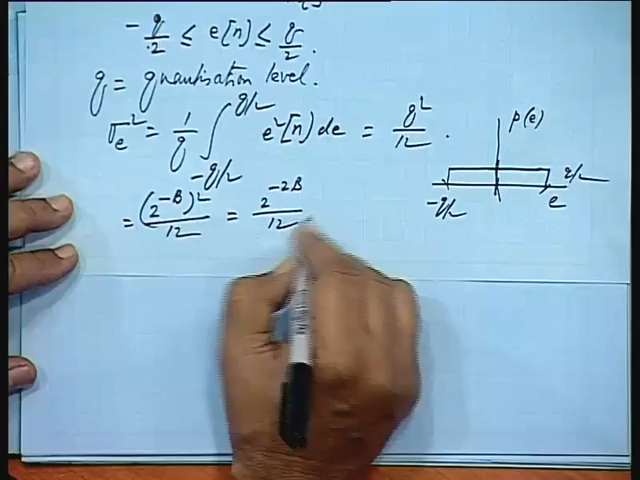 - q/2 ≤ e[n] ≤ q/2.
q = quantisation level.
σe² = 1/q ∫ q/2 -q/2 e²[n] de = q²/12 .
p(e)
-q/2 e q/2
= (2^-B)²/12 = 2^-2B/12